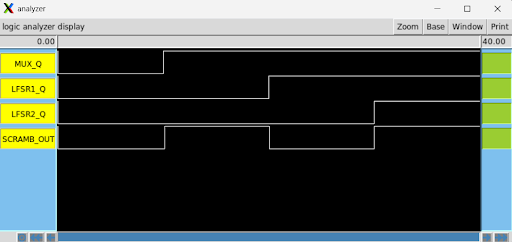 analyzer
logic analyzer display
Zoom Base Window Print
0.00 40.00
MUX_Q
LFSR1_Q
LFSR2_Q
SCRAMB_OUT